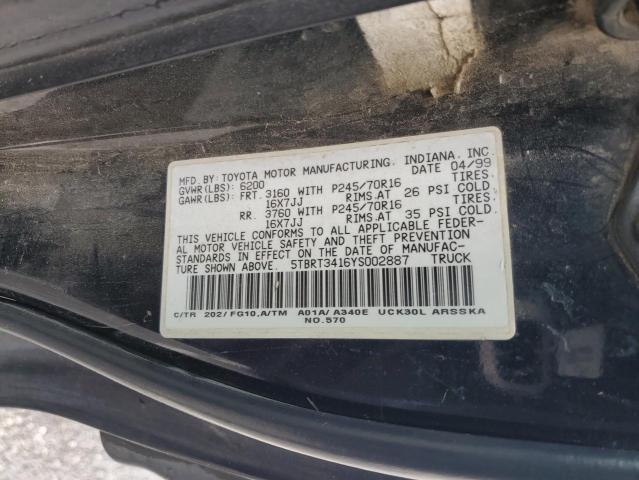 MFD. BY: TOYOTA MOTOR MANUFACTURING, INDIANA, INC.
GVWR(LBS): 6200 DATE 04/99
GAWR(LBS): FRT. 3160 WITH P245/70R16 TIRES.
16X7JJ RIMS.AT 26 PSI COLD.
RR. 3760 WITH P245/70R16 TIRES.
16X7JJ RIMS.AT 35 PSI COLD.
THIS VEHICLE CONFORMS TO ALL APPLICABLE FEDER-
AL MOTOR VEHICLE SAFETY AND THEFT PREVENTION
STANDARDS IN EFFECT ON THE DATE OF MANUFAC-
TURE SHOWN ABOVE. 5TBRT3416YS002887 TRUCK
C/TR 202/FG10,A/TM A01A/A340E UCK30L ARSSKA
NO.570